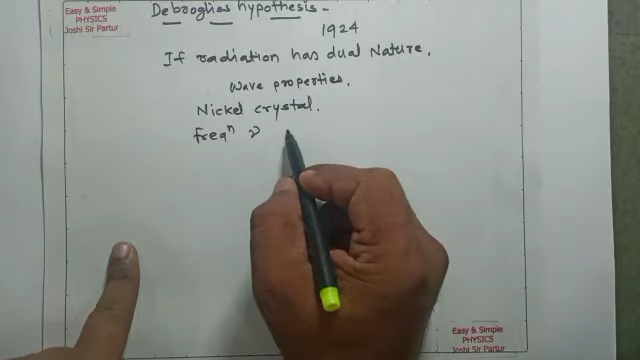 Easy & Simple
PHYSICS
Joshi Sir Partur
Debrooglies hypothesis -
1924
If radiation has dual Nature.
Wave properties.
Nickel crystal.
freqⁿ ν
Easy & Simple
PHYSICS
Joshi Sir Partur